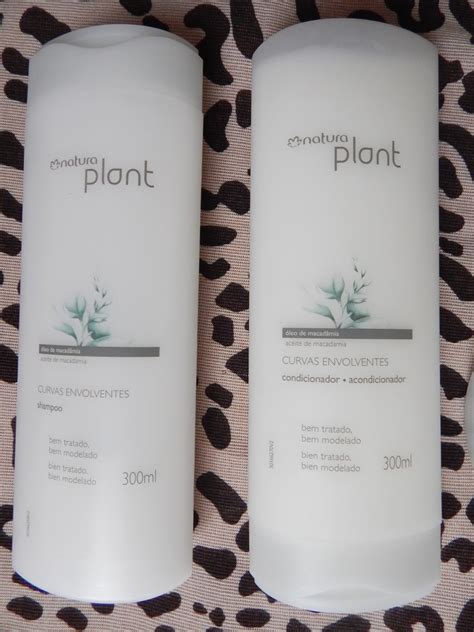 natura
plant
óleo de macadâmia
aceite de macadamia
CURVAS ENVOLVENTES
shampoo
bem tratado,
bem modelado
bien tratado,
bien modelado
300ml
natura
plant
óleo de macadâmia
aceite de macadamia
CURVAS ENVOLVENTES
condicionador • acondicionador
bem tratado,
bem modelado
bien tratado,
bien modelado
300ml